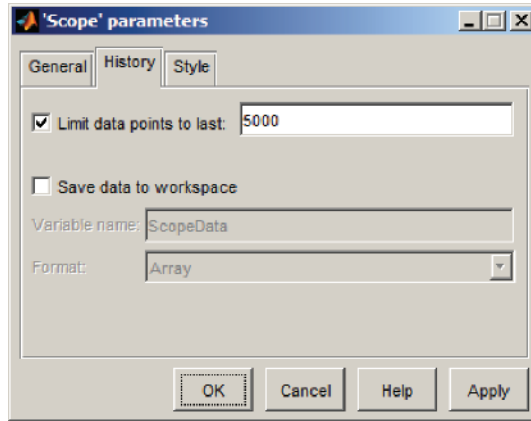 'Scope' parameters
General History Style
Limit data points to last: 5000
Save data to workspace
Variable name: ScopeData
Format: Array
OK Cancel Help Apply